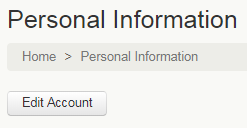 Personal Information
Home > Personal Information
Edit Account